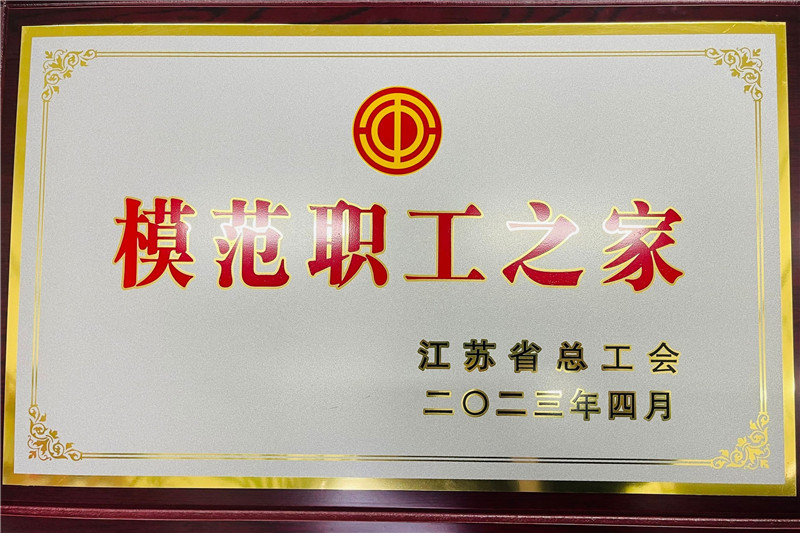 模范职工之家
江苏省总工会
二〇二三年四月